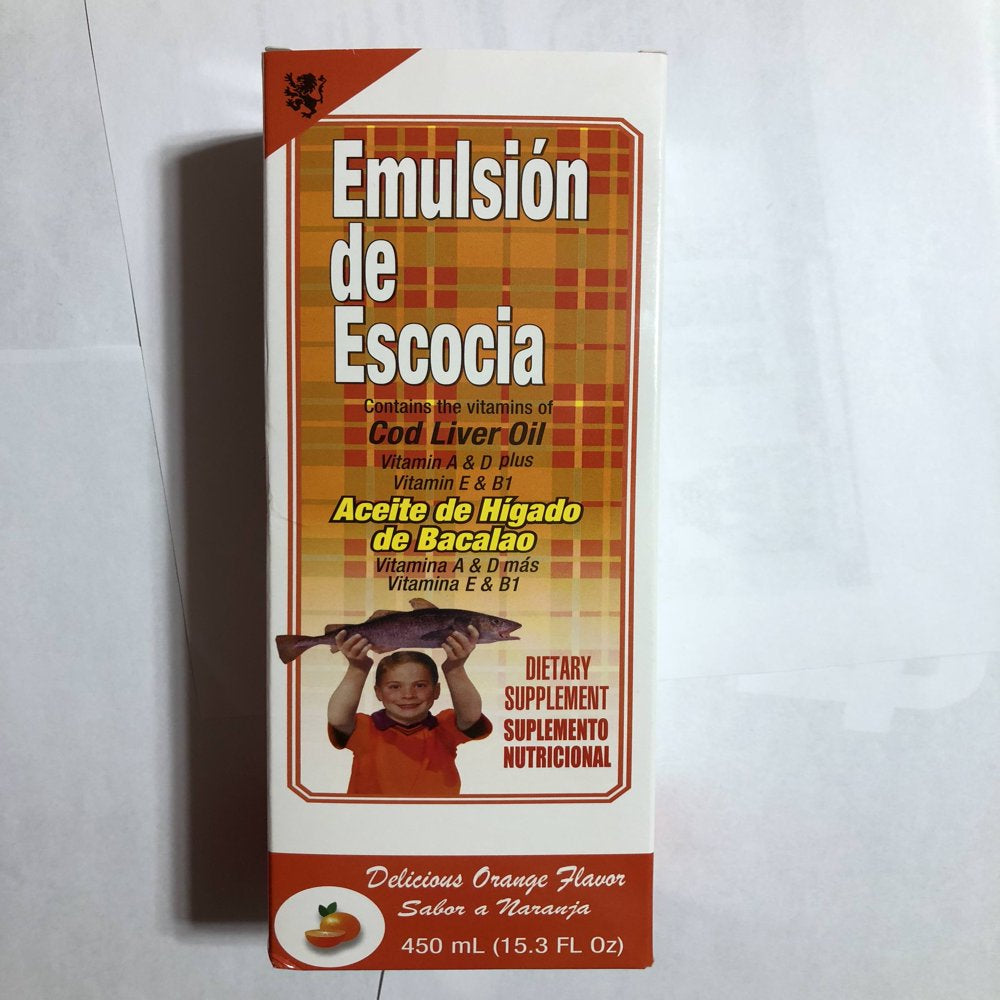 Emulsión
de
Escocia
Contains the vitamins of
Cod Liver Oil
Vitamin A & D plus
Vitamin E & B1
Aceite de Hígado
de Bacalao
Vitamina A & D más
Vitamina E & B1
DIETARY
SUPPLEMENT
SUPLEMENTO
NUTRICIONAL
Delicious Orange Flavor
Sabor a Naranja
450 mL (15.3 FL Oz)